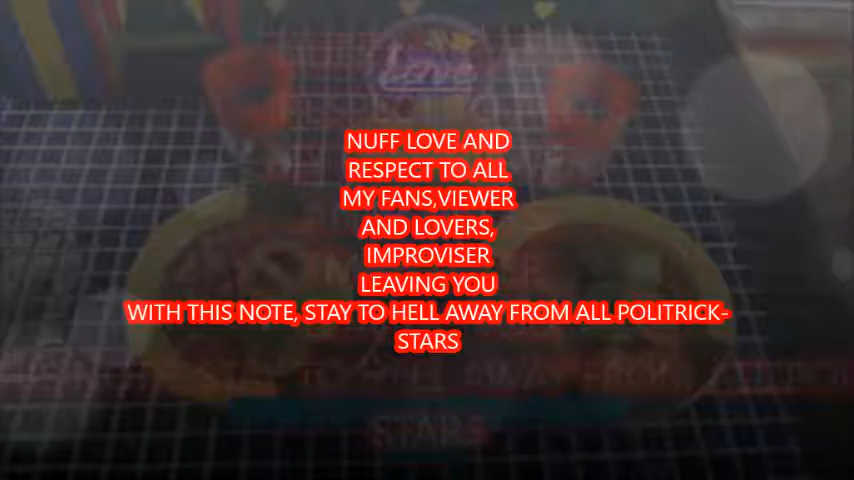 NUFF LOVE AND
RESPECT TO ALL
MY FANS,VIEWER
AND LOVERS,
IMPROVISER
LEAVING YOU
WITH THIS NOTE, STAY TO HELL AWAY FROM ALL POLITRICK-
STARS